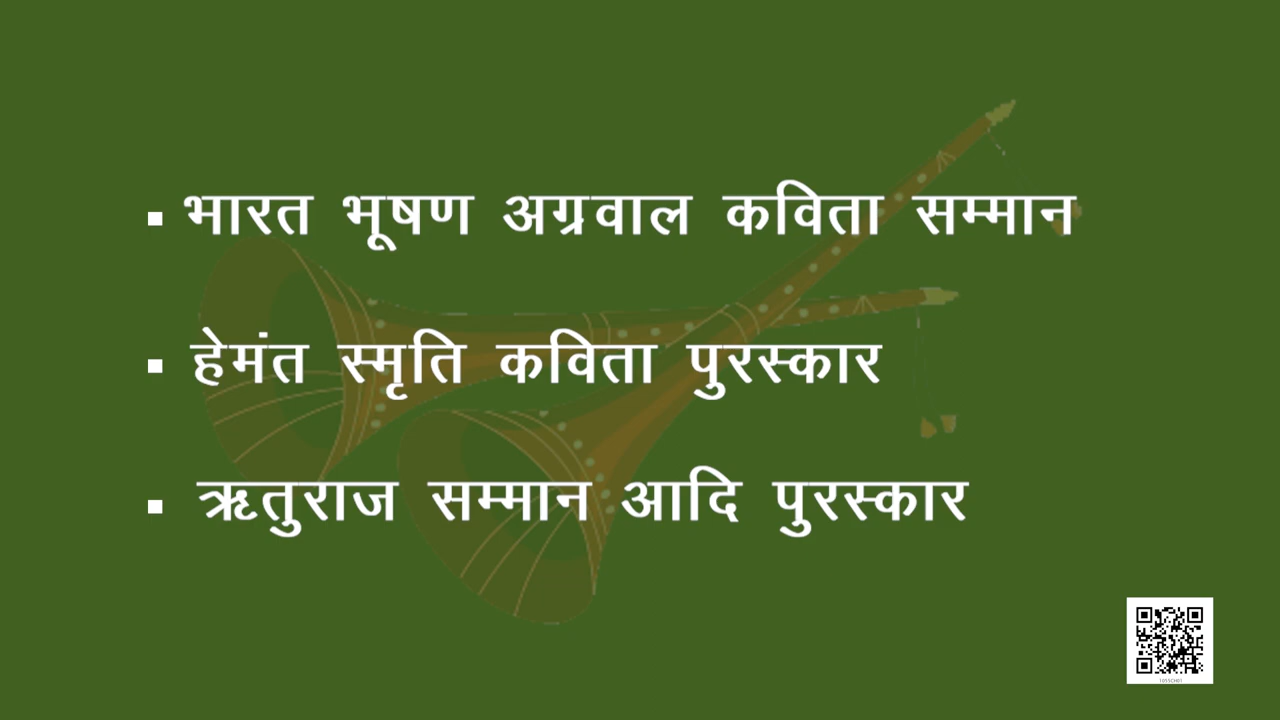 ▪ भारत भूषण अग्रवाल कविता सम्मान
▪ हेमंत स्मृति कविता पुरस्कार
▪ ऋतुराज सम्मान आदि पुरस्कार